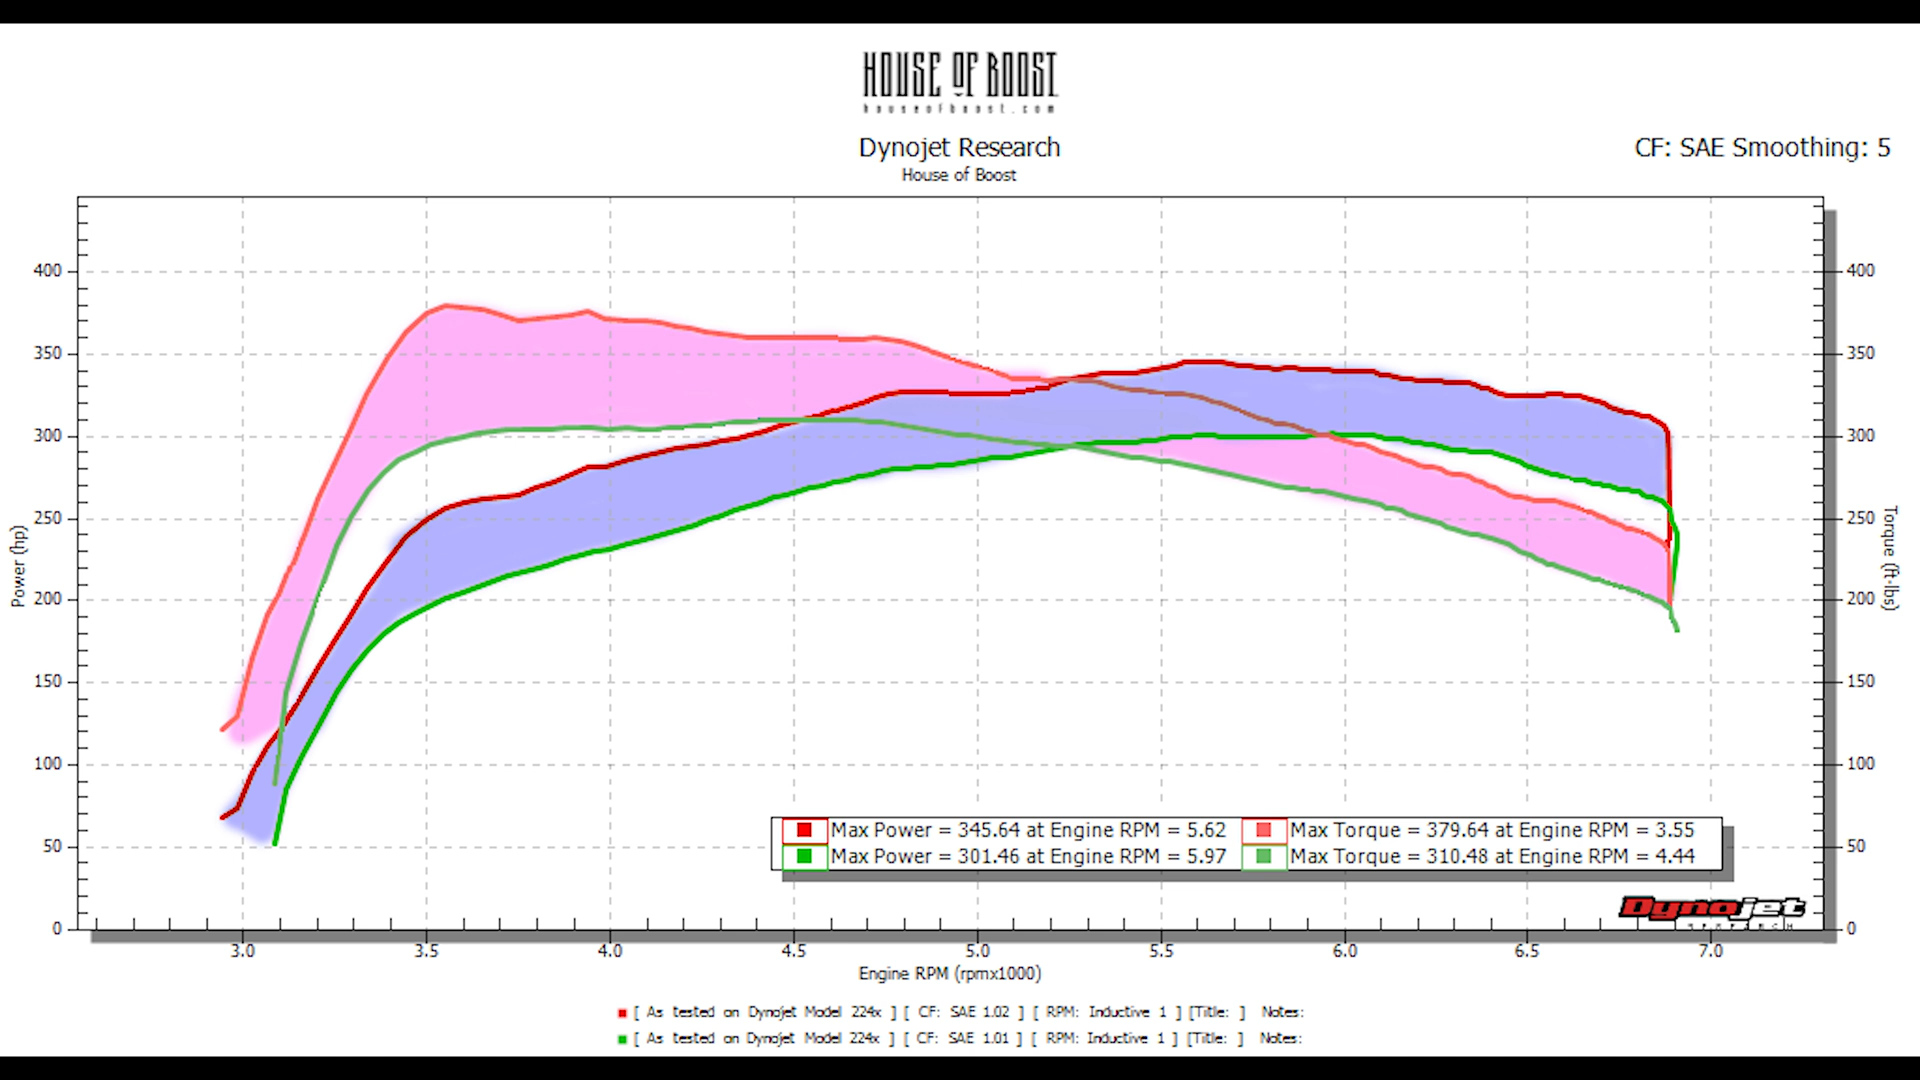 HOUSE OF BOOST
houseofboost.com
Dynojet Research
CF: SAE Smoothing: 5
House of Boost
400
350
300
250
200
150
100
50
0
Power (hp)
400
350
300
250
200
150
100
50
0
Torque (ft-lbs)
Max Power = 345.64 at Engine RPM = 5.62 Max Torque = 379.64 at Engine RPM = 3.55
Max Power = 301.46 at Engine RPM = 5.97 Max Torque = 310.48 at Engine RPM = 4.44
Dynojet
RESEARCH
3.0 3.5 4.0 4.5 5.0 5.5 6.0 6.5 7.0
Engine RPM (rpmx1000)
[ As tested on Dynojet Model 224x ] [ CF: SAE 1.02 ] [ RPM: Inductive 1 ] [Title: ] Notes:
[ As tested on Dynojet Model 224x ] [ CF: SAE 1.01 ] [ RPM: Inductive 1 ] [Title: ] Notes: